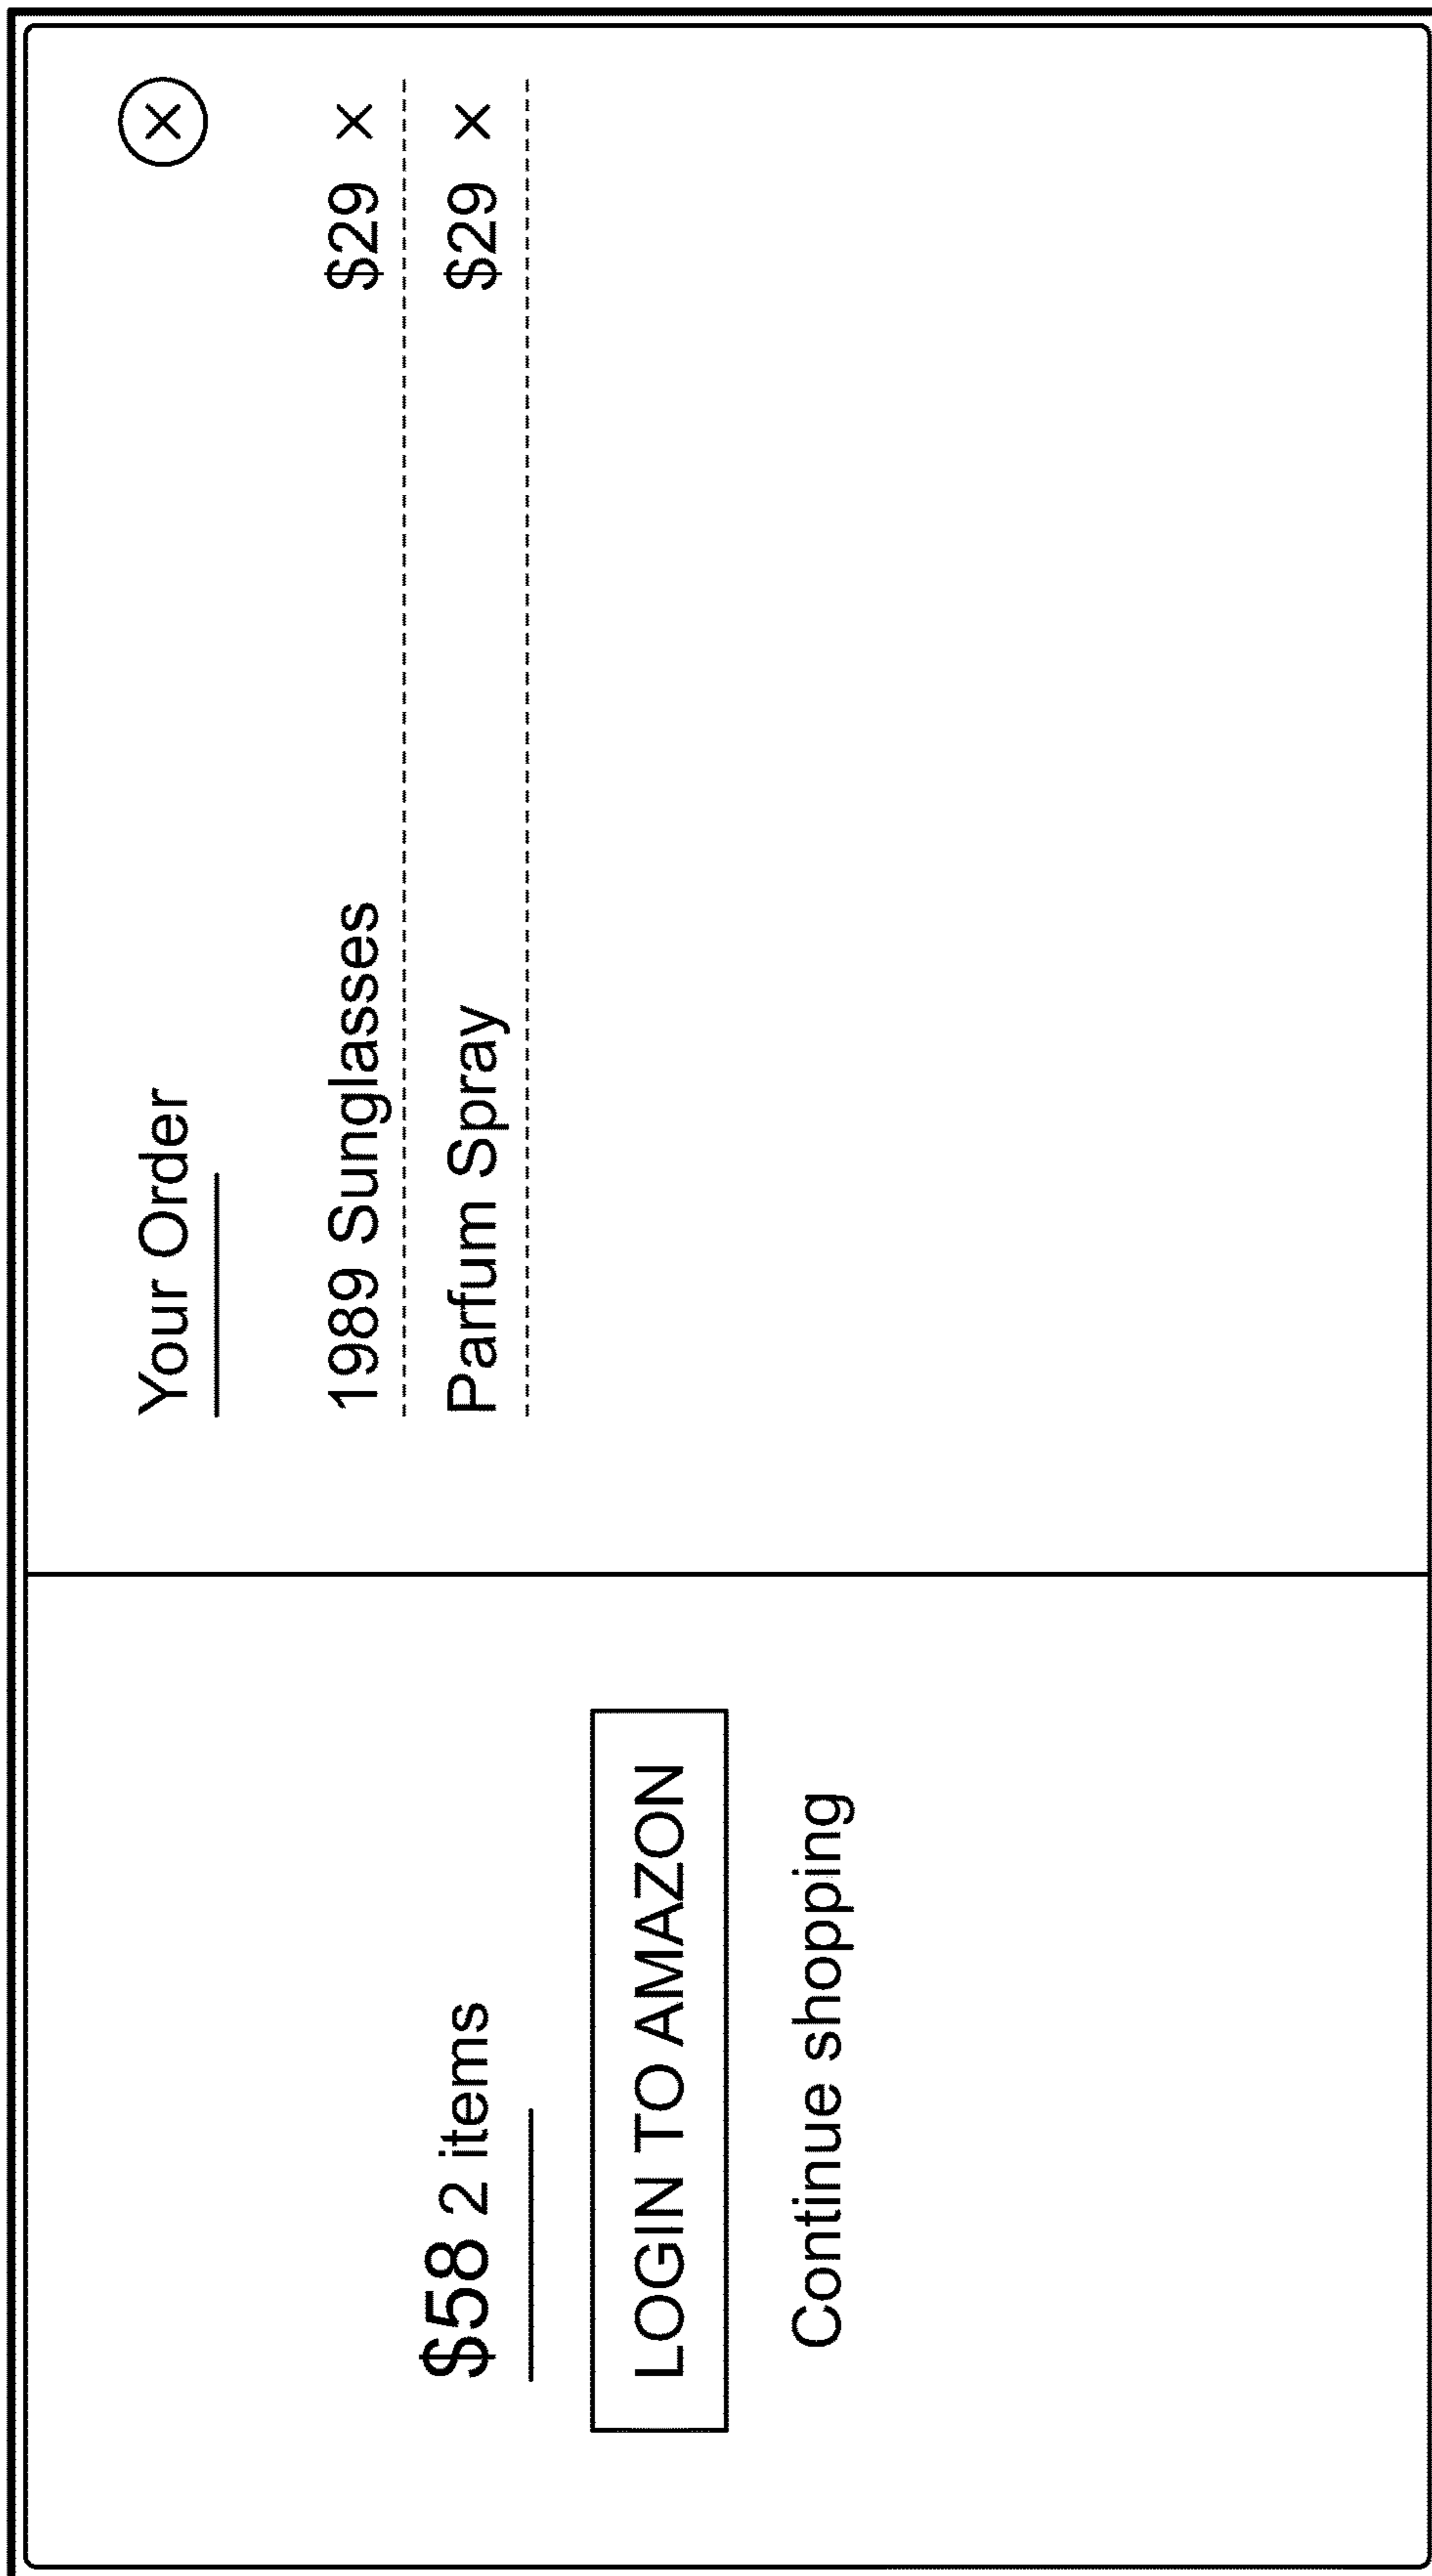 $58 2 items
LOGIN TO AMAZON
Continue shopping
Your Order
1989 Sunglasses $29 ×
Parfum Spray $29 ×